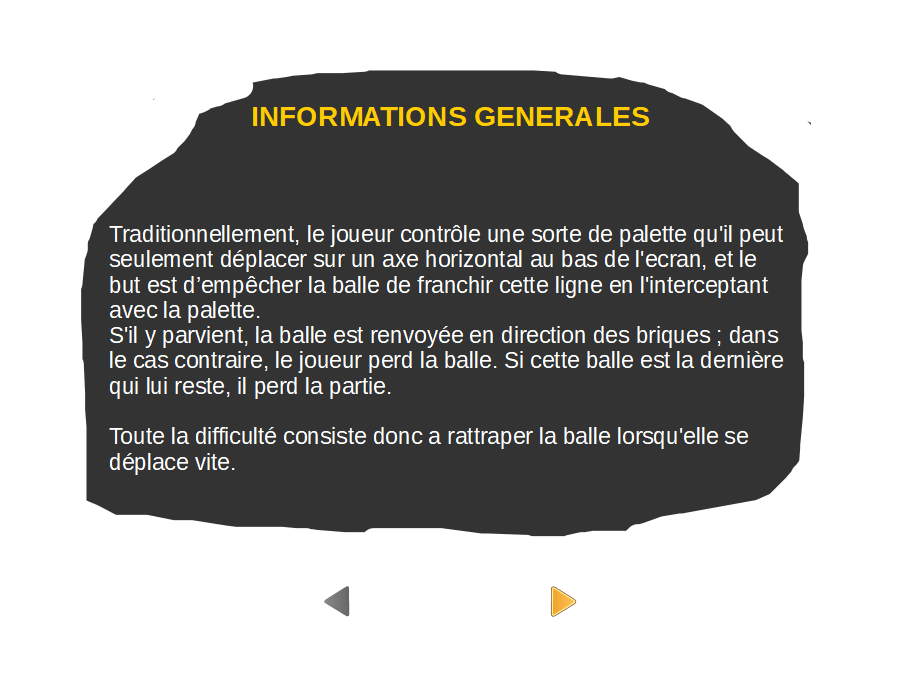 INFORMATIONS GENERALES
Traditionnellement, le joueur contrôle une sorte de palette qu'il peut
seulement déplacer sur un axe horizontal au bas de l'ecran, et le
but est d’empêcher la balle de franchir cette ligne en l'interceptant
avec la palette.
S'il y parvient, la balle est renvoyée en direction des briques ; dans
le cas contraire, le joueur perd la balle. Si cette balle est la dernière
qui lui reste, il perd la partie.
Toute la difficulté consiste donc a rattraper la balle lorsqu'elle se
déplace vite.